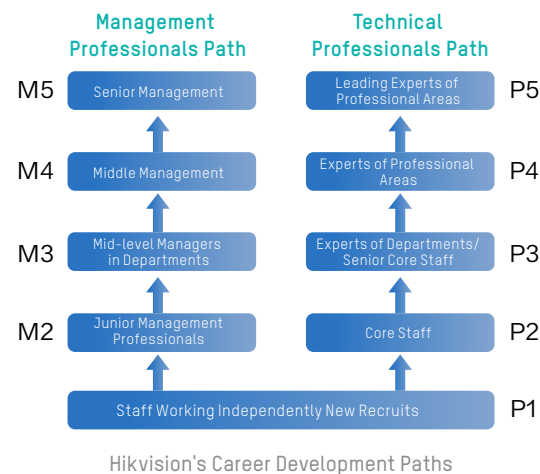 Management
Professionals Path
Technical
Professionals Path
M5
Senior Management
Leading Experts of
Professional Areas
P5
M4
Middle Management
Experts of Professional
Areas
P4
M3
Mid-level Managers
in Departments
Experts of Departments/
Senior Core Staff
P3
M2
Junior Management
Professionals
Core Staff
P2
Staff Working Independently New Recruits
P1
Hikvision's Career Development Paths